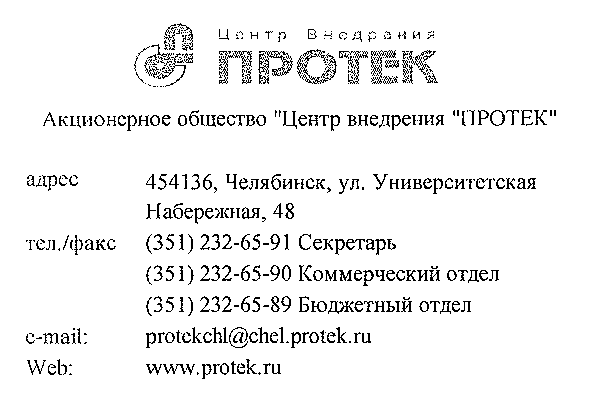 Центр Внедрения
ПРОТЕК
Акционерное общество "Центр внедрения "ПРОТЕК"
адрес 454136, Челябинск, ул. Университетская
Набережная, 48
тел./факс (351) 232-65-91 Секретарь
(351) 232-65-90 Коммерческий отдел
(351) 232-65-89 Бюджетный отдел
e-mail: protekchl@chel.protek.ru
Web: www.protek.ru